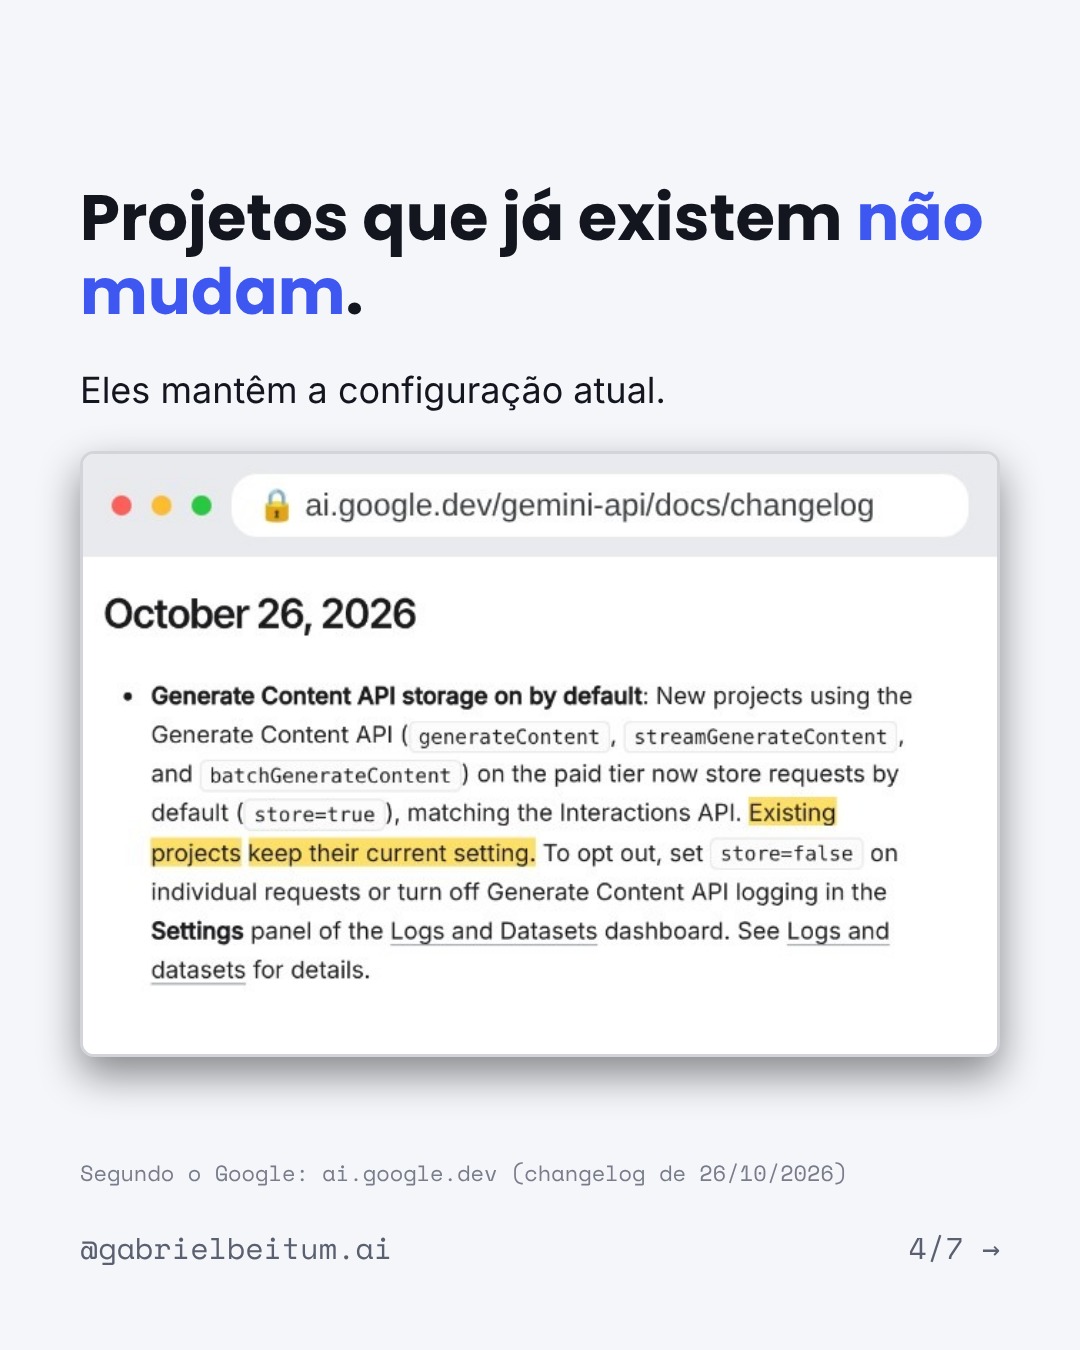 Projetos que já existem não
mudam.
Eles mantêm a configuração atual.
ai.google.dev/gemini-api/docs/changelog
October 26, 2026
• Generate Content API storage on by default: New projects using the
Generate Content API (generateContent, streamGenerateContent,
and batchGenerateContent) on the paid tier now store requests by
default (store=true), matching the Interactions API. Existing
projects keep their current setting. To opt out, set store=false on
individual requests or turn off Generate Content API logging in the
Settings panel of the Logs and Datasets dashboard. See Logs and
datasets for details.
Segundo o Google: ai.google.dev (changelog de 26/10/2026)
@gabrielbeitum.ai
4/7 →